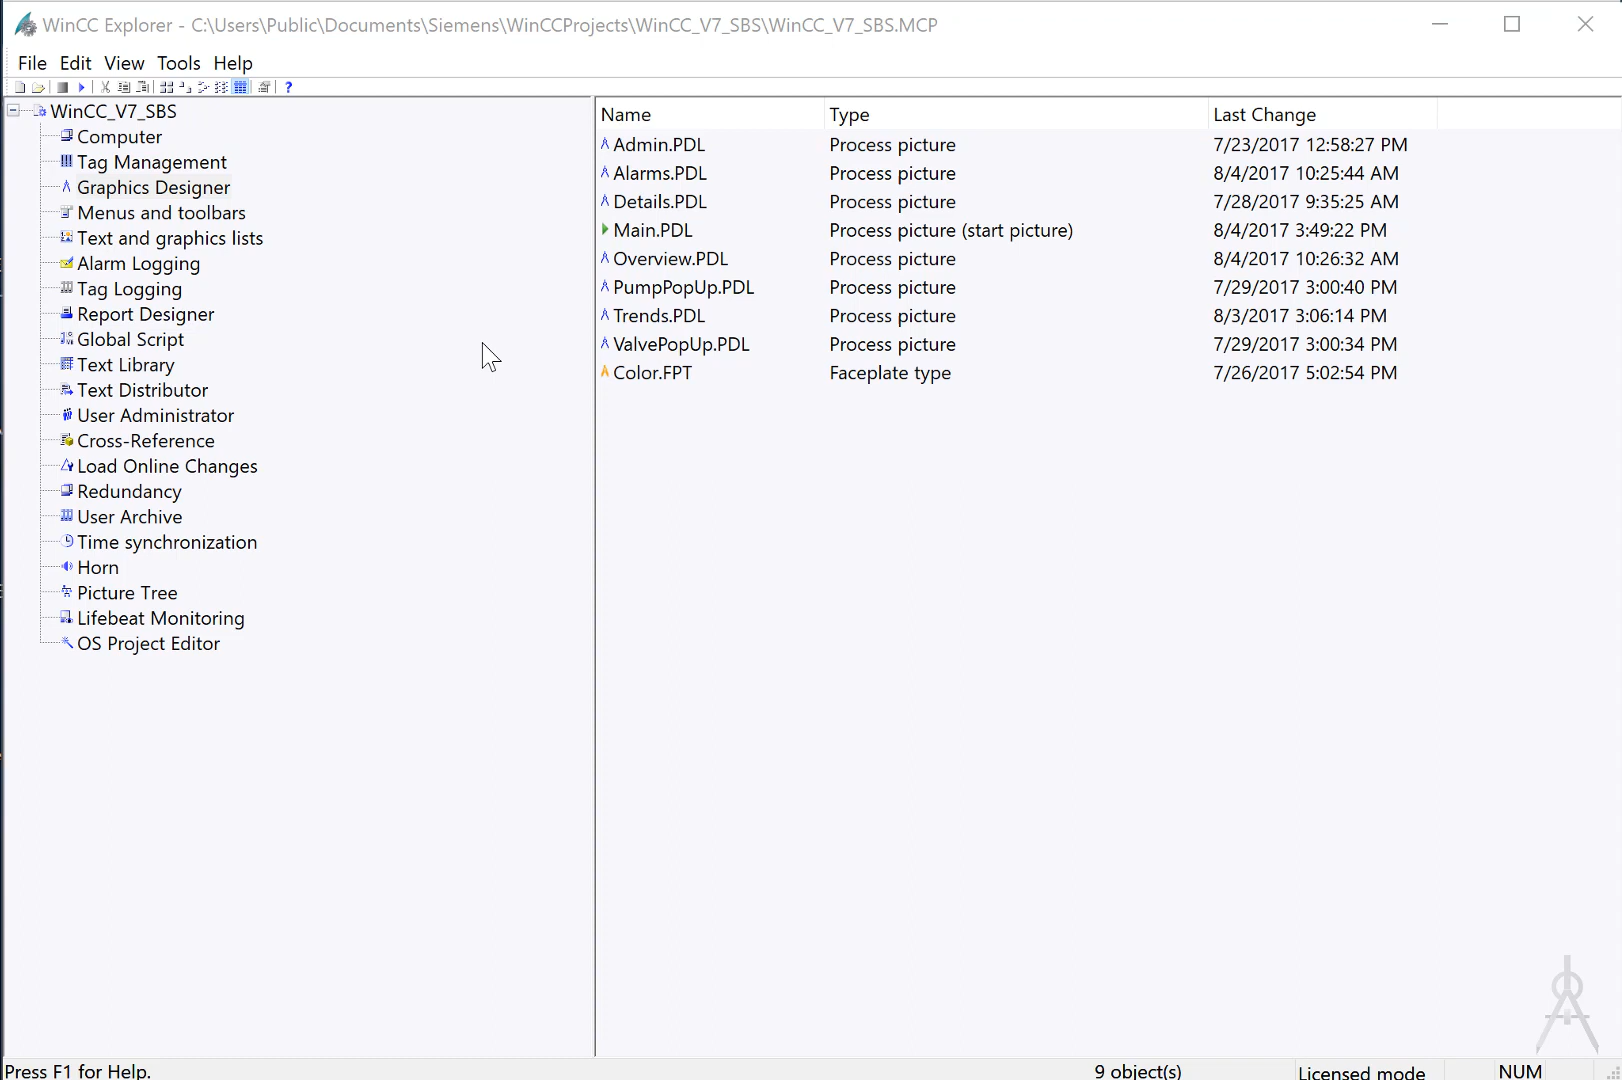 WinCC Explorer - C:\Users\Public\Documents\Siemens\WinCCProjects\WinCC_V7_SBS\WinCC_V7_SBS.MCP
File Edit View Tools Help
WinCC_V7_SBS
Computer
Tag Management
Graphics Designer
Menus and toolbars
Text and graphics lists
Alarm Logging
Tag Logging
Report Designer
Global Script
Text Library
Text Distributor
User Administrator
Cross-Reference
Load Online Changes
Redundancy
User Archive
Time synchronization
Horn
Picture Tree
Lifebeat Monitoring
OS Project Editor
Name Type Last Change
Admin.PDL Process picture 7/23/2017 12:58:27 PM
Alarms.PDL Process picture 8/4/2017 10:25:44 AM
Details.PDL Process picture 7/28/2017 9:35:25 AM
Main.PDL Process picture (start picture) 8/4/2017 3:49:22 PM
Overview.PDL Process picture 8/4/2017 10:26:32 AM
PumpPopUp.PDL Process picture 7/29/2017 3:00:40 PM
Trends.PDL Process picture 8/3/2017 3:06:14 PM
ValvePopUp.PDL Process picture 7/29/2017 3:00:34 PM
Color.FPT Faceplate type 7/26/2017 5:02:54 PM
Press F1 for Help. 9 object(s) Licensed mode NUM